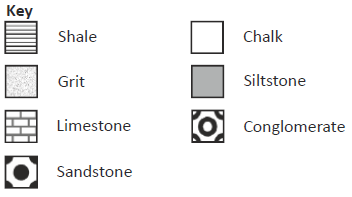 Key
Shale
Chalk
Grit
Siltstone
Limestone
Conglomerate
Sandstone